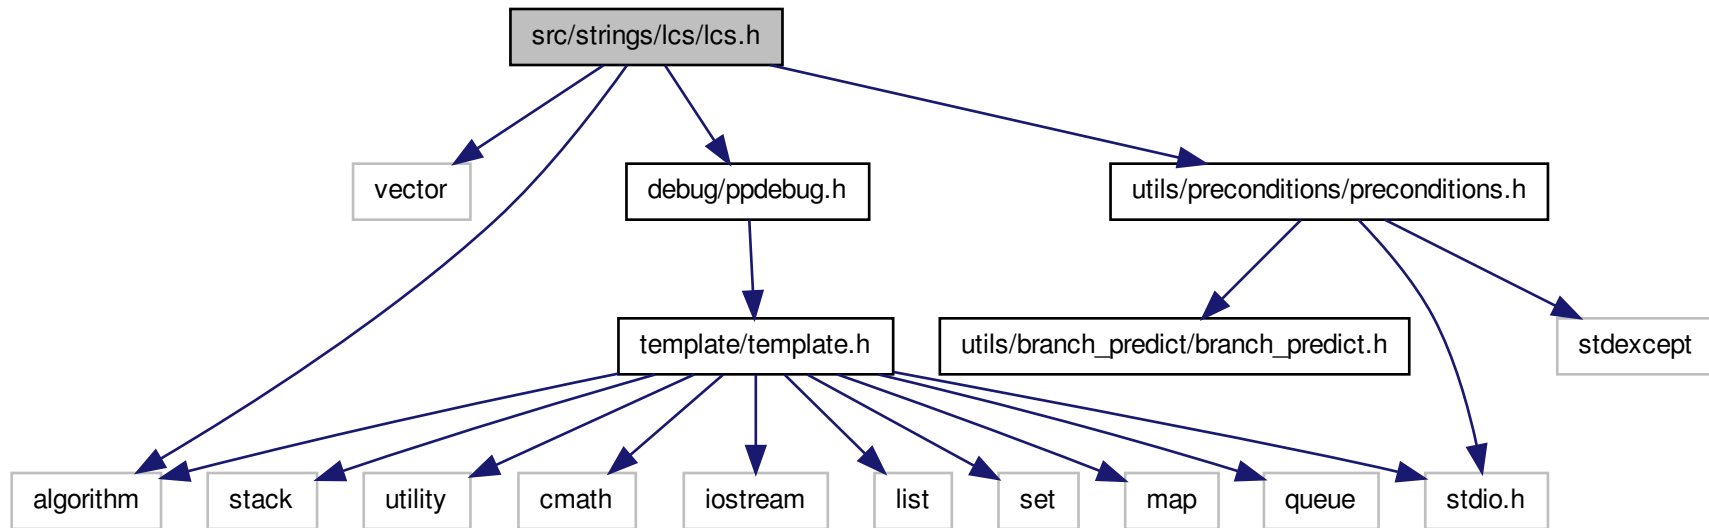 src/strings/lcs/lcs.h
vector
debug/ppdebug.h
utils/preconditions/preconditions.h
template/template.h
utils/branch_predict/branch_predict.h
stdexcept
algorithm
stack
utility
cmath
iostream
list
set
map
queue
stdio.h